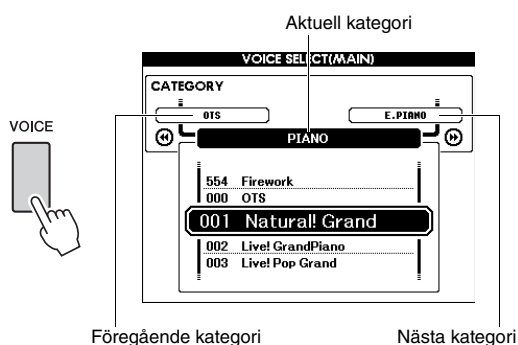 Aktuell kategori
VOICE SELECT(MAIN)
CATEGORY
OTS
E.PIANO
PIANO
VOICE
554 Firework
000 OTS
001 Natural! Grand
002 Live! GrandPiano
003 Live! Pop Grand
Föregående kategori
Nästa kategori